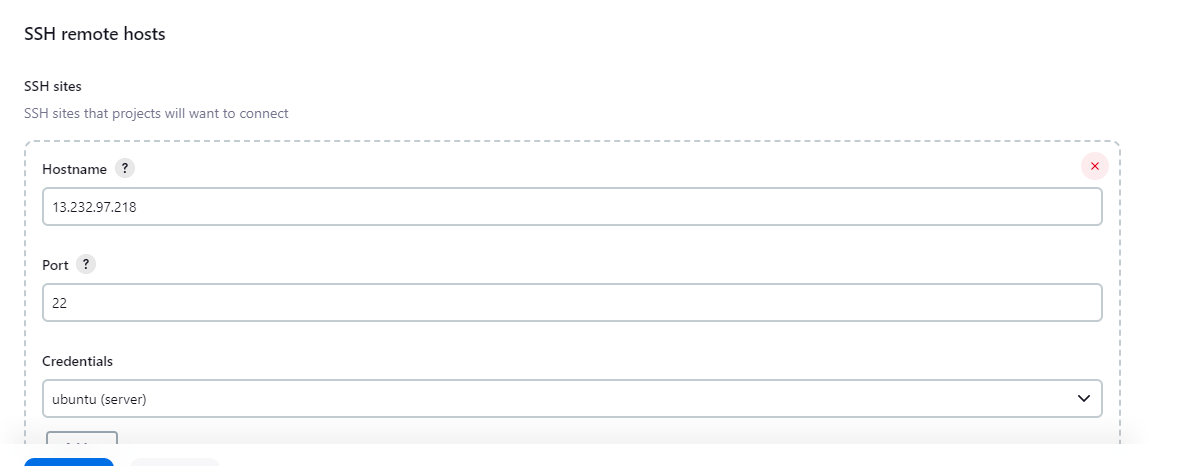 SSH remote hosts
SSH sites
SSH sites that projects will want to connect
Hostname ?
13.232.97.218
Port ?
22
Credentials
ubuntu (server)